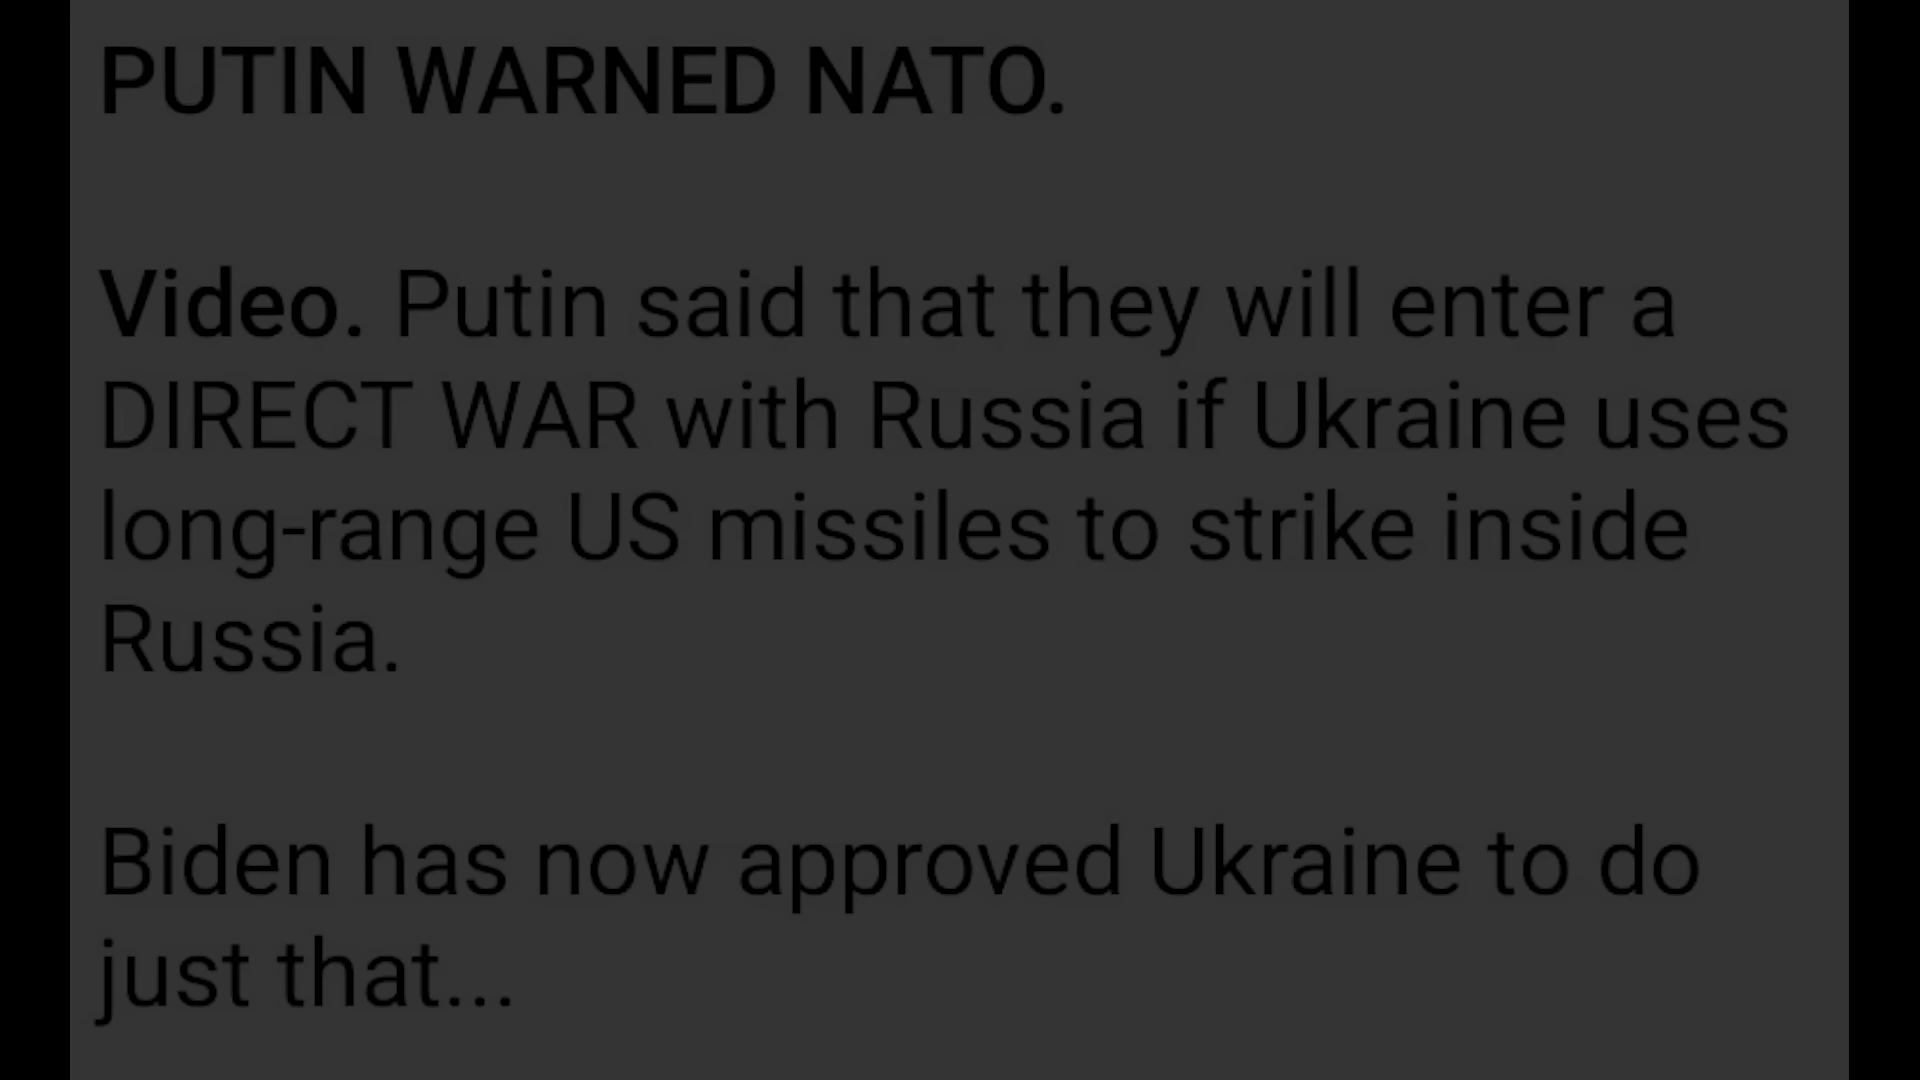 PUTIN WARNED NATO.
Video. Putin said that they will enter a
DIRECT WAR with Russia if Ukraine uses
long-range US missiles to strike inside
Russia.
Biden has now approved Ukraine to do
just that...